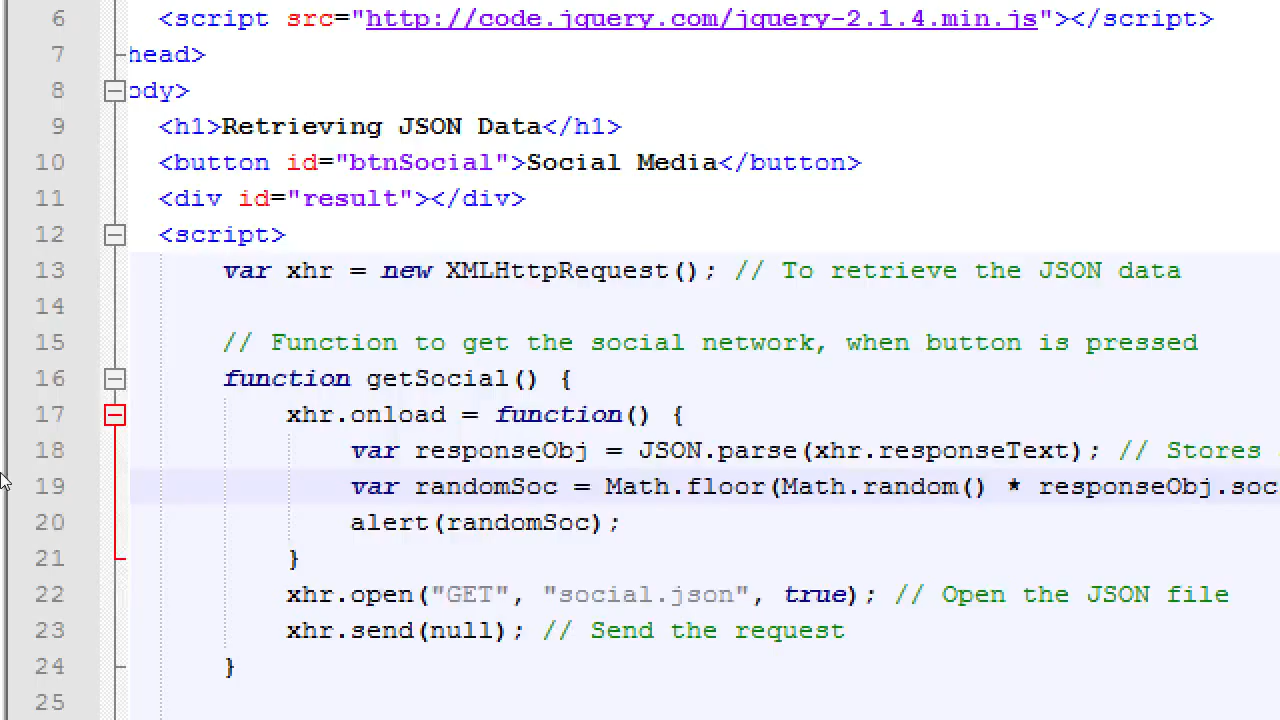 6 <script src="http://code.jquery.com/jquery-2.1.4.min.js"></script>
7 head>
8 ody>
9 <h1>Retrieving JSON Data</h1>
10 <button id="btnSocial">Social Media</button>
11 <div id="result"></div>
12 <script>
13 var xhr = new XMLHttpRequest(); // To retrieve the JSON data
14
15 // Function to get the social network, when button is pressed
16 function getSocial() {
17 xhr.onload = function() {
18 var responseObj = JSON.parse(xhr.responseText); // Stores
19 var randomSoc = Math.floor(Math.random() * responseObj.soc
20 alert(randomSoc);
21 }
22 xhr.open("GET", "social.json", true); // Open the JSON file
23 xhr.send(null); // Send the request
24 }
25